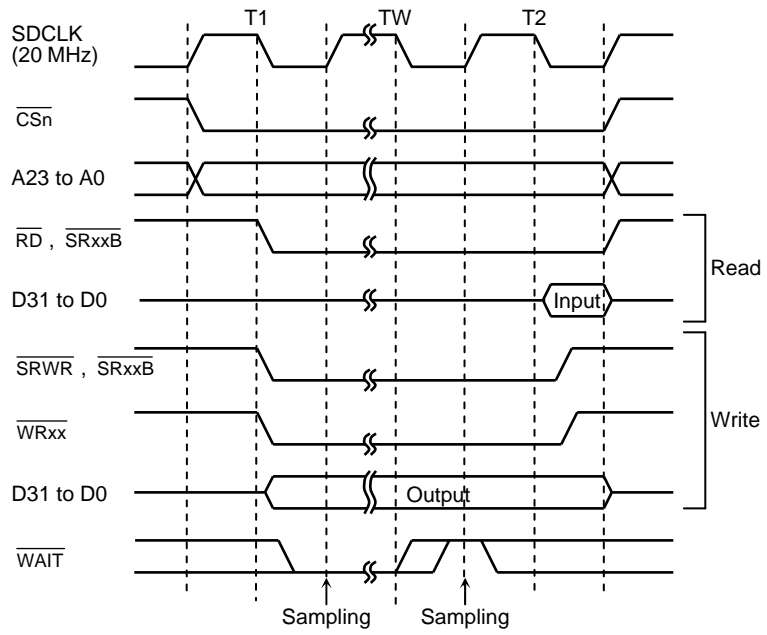 T1 TW T2
SDCLK
(20 MHz)
CSn
A23 to A0
RD , SRxxB
Read
D31 to D0
Input
SRWR , SRxxB
Write
WRxx
D31 to D0
Output
WAIT
Sampling Sampling